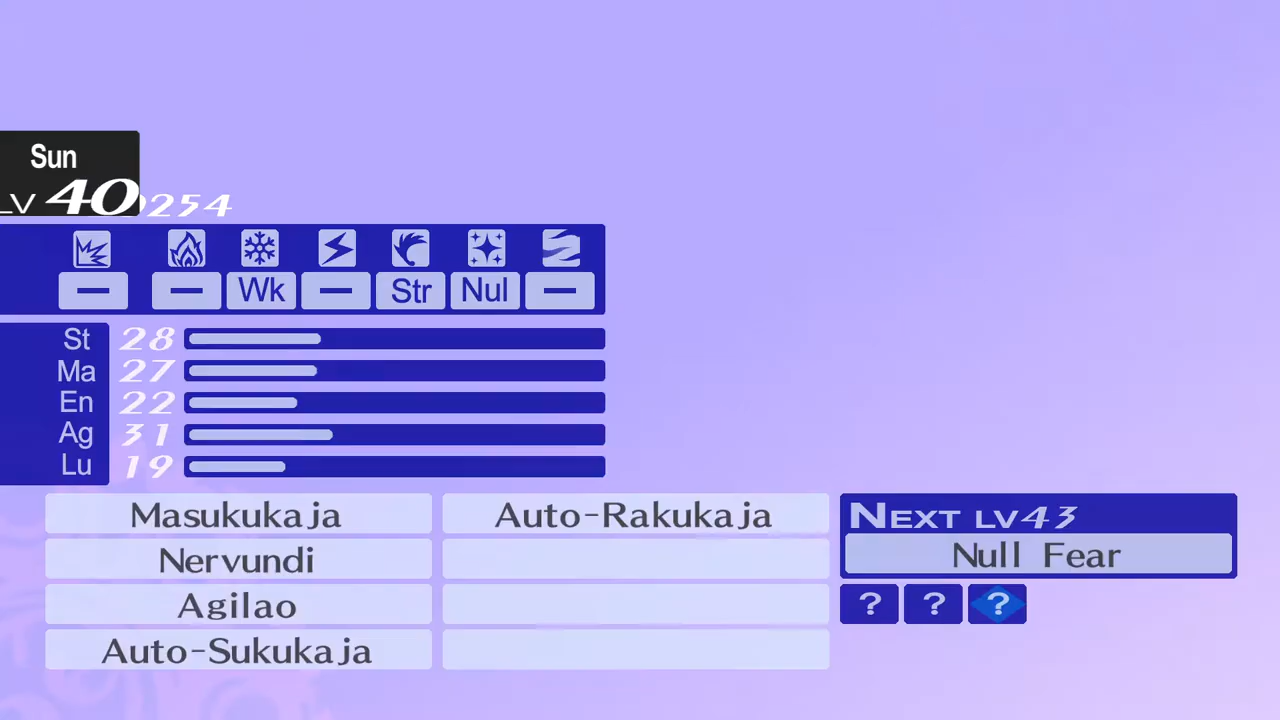 Sun
LV 40
254
— — Wk — Str Nul —
St 28
Ma 27
En 22
Ag 31
Lu 19
Masukukaja Auto-Rakukaja NEXT LV43
Nervundi Null Fear
Agilao ? ? ?
Auto-Sukukaja